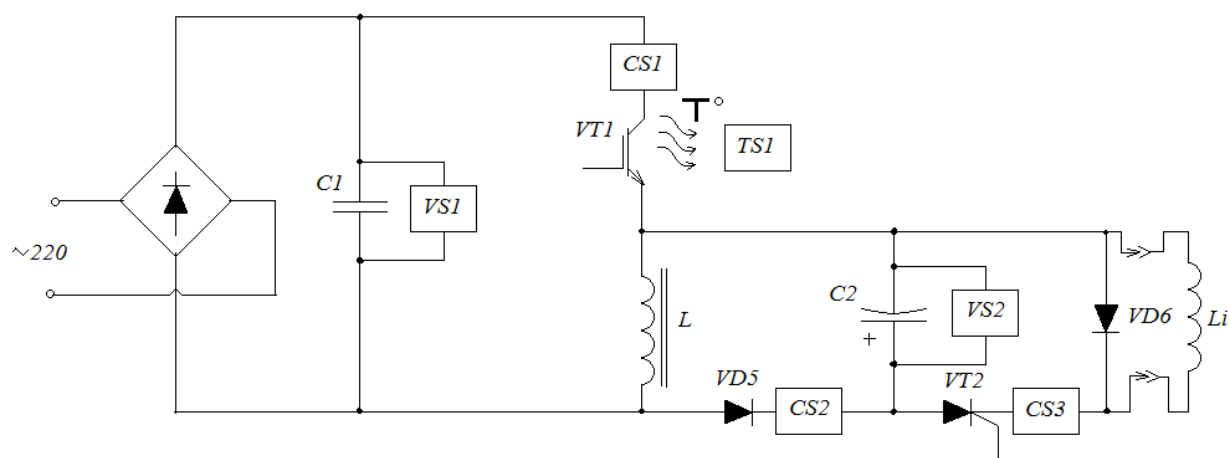 CS1
T°
VT1
TS1
C1
VS1
~220
C2
VS2
L
VD6
Li
+
VD5
VT2
CS2
CS3